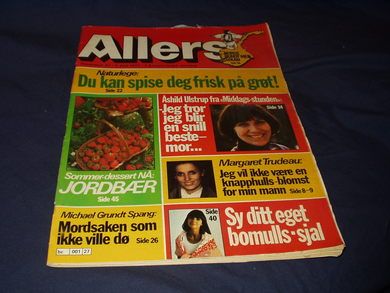 Allers
Naturlege:
Du kan spise deg frisk på grøt!
Side 22
Åshild Ulstrup fra «Middags-stunden»
-Jeg tror
jeg blir
en snill
beste-
mor...
Side 14
Sommer-dessert NÅ:
JORDBÆR
Side 45
Margaret Trudeau:
Jeg vil ikke være en
knapphulls-blomst
for min mann Side 8-9
Michael Grundt Spang:
Mordsaken som
ikke ville dø Side 26
Side
40
Sy ditt eget
bomulls-sjal